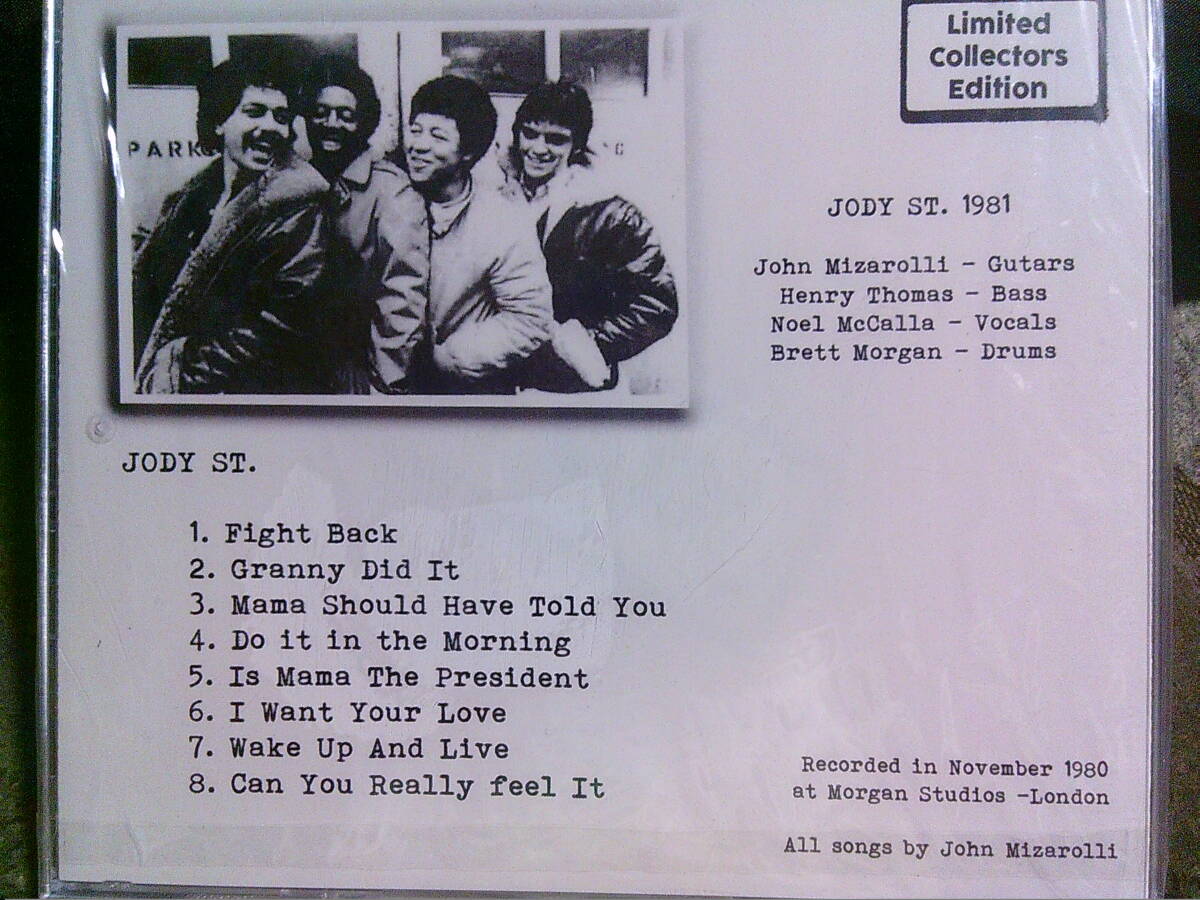 Limited
Collectors
Edition
PARK
JODY ST. 1981
John Mizarolli - Gutars
Henry Thomas - Bass
Noel McCalla - Vocals
Brett Morgan - Drums
JODY ST.
1. Fight Back
2. Granny Did It
3. Mama Should Have Told You
4. Do it in the Morning
5. Is Mama The President
6. I Want Your Love
7. Wake Up And Live
8. Can You Really feel It
Recorded in November 1980
at Morgan Studios -London
All songs by John Mizarolli